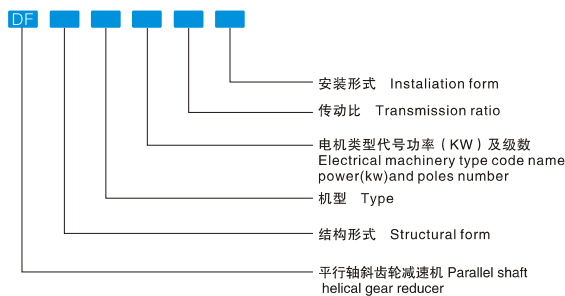 DF
安装形式 Instaliation form
传动比 Transmission ratio
电机类型代号功率（KW）及级数
Electrical machinery type code name
power(kw)and poles number
机型 Type
结构形式 Structural form
平行轴斜齿轮减速机 Parallel shaft
helical gear reducer